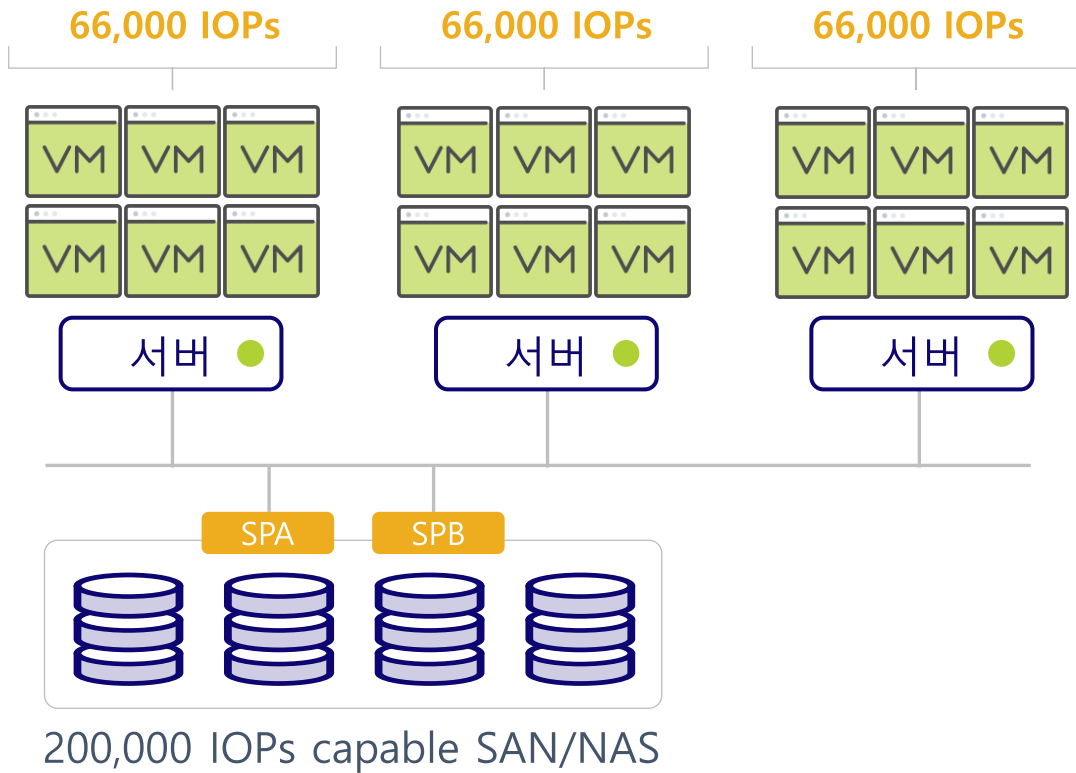 66,000 IOPs 66,000 IOPs 66,000 IOPs
VM VM VM VM VM VM VM VM VM
VM VM VM VM VM VM VM VM VM
서버 서버 서버
SPA SPB
200,000 IOPs capable SAN/NAS